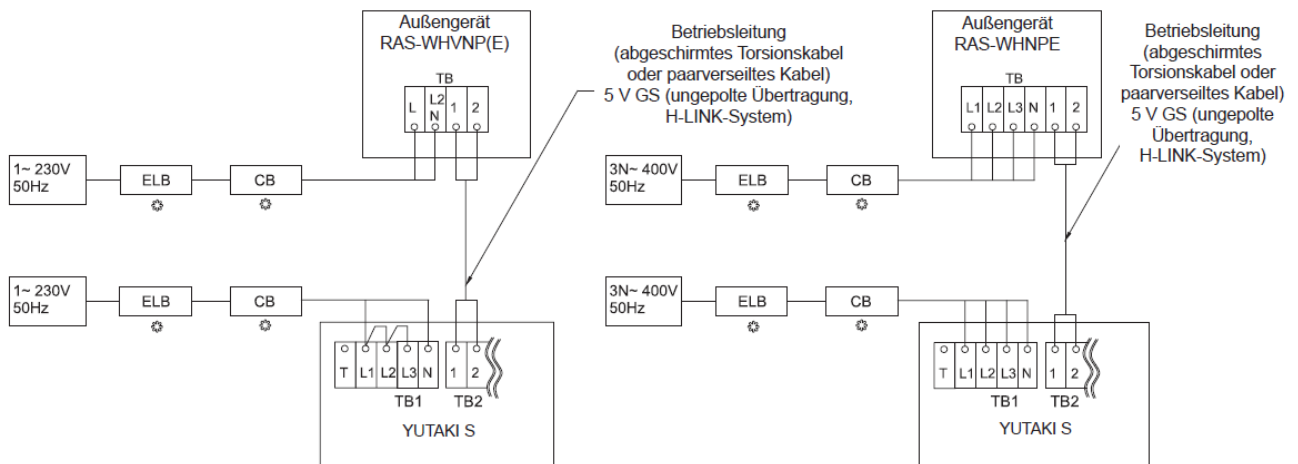 Außengerät
RAS-WHVNP(E)
TB
L
L2
N
1
2
Betriebsleitung
(abgeschirmtes Torsionskabel
oder paarverseiltes Kabel)
5 V GS (ungepolte Übertragung,
H-LINK-System)
1~ 230V
50Hz
ELB
CB
1~ 230V
50Hz
ELB
CB
T L1 L2 L3 N 1 2
TB1 TB2
YUTAKI S
Außengerät
RAS-WHNPE
TB
L1 L2 L3 N 1 2
Betriebsleitung
(abgeschirmtes
Torsionskabel oder
paarverseiltes Kabel)
5 V GS (ungepolte
Übertragung,
H-LINK-System)
3N~ 400V
50Hz
ELB
CB
3N~ 400V
50Hz
ELB
CB
T L1 L2 L3 N 1 2
TB1 TB2
YUTAKI S